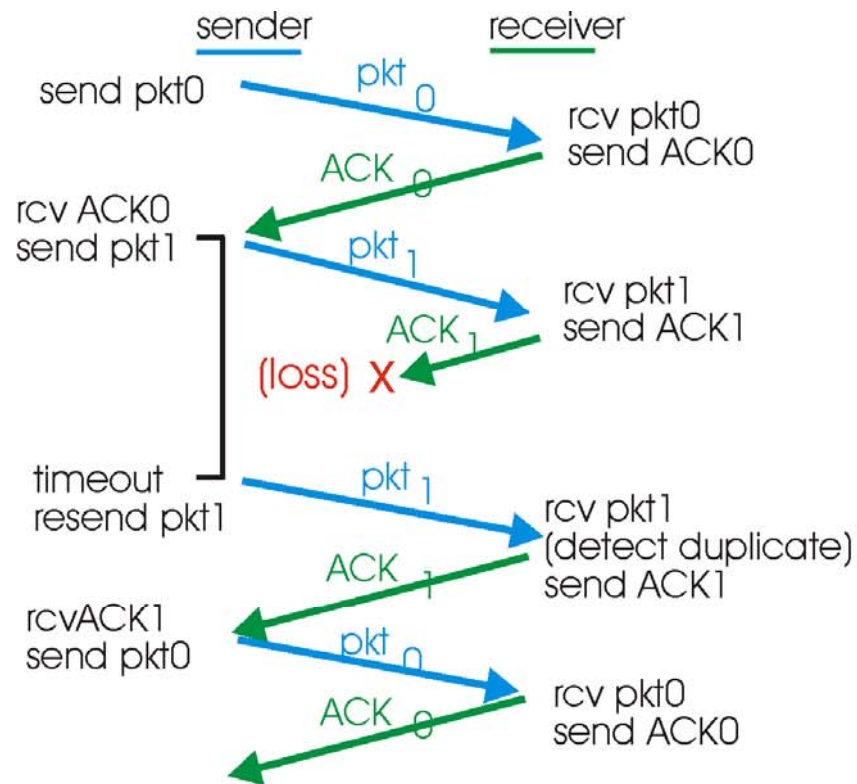 sender
receiver
send pkt0
pkt 0
rcv pkt0
send ACK0
ACK 0
rcv ACK0
send pkt1
pkt 1
rcv pkt1
send ACK1
ACK 1
(loss) X
timeout
resend pkt1
pkt 1
rcv pkt1
(detect duplicate)
send ACK1
ACK 1
rcvACK1
send pkt0
pkt 0
rcv pkt0
send ACK0
ACK 0